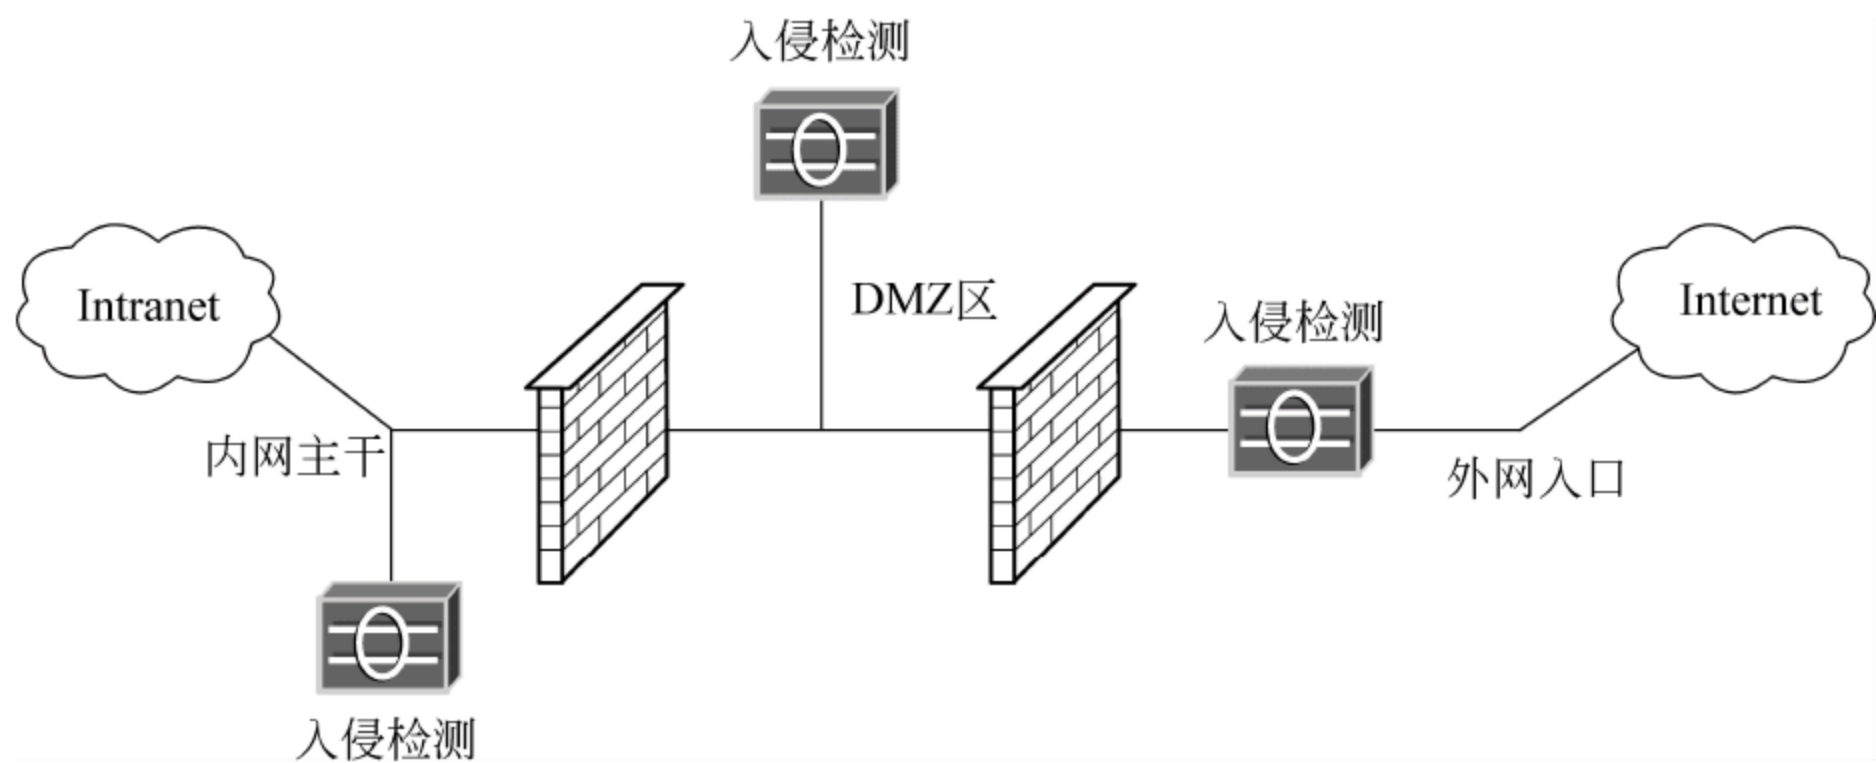 入侵检测
Intranet
DMZ区
入侵检测
Internet
内网主干
外网入口
入侵检测